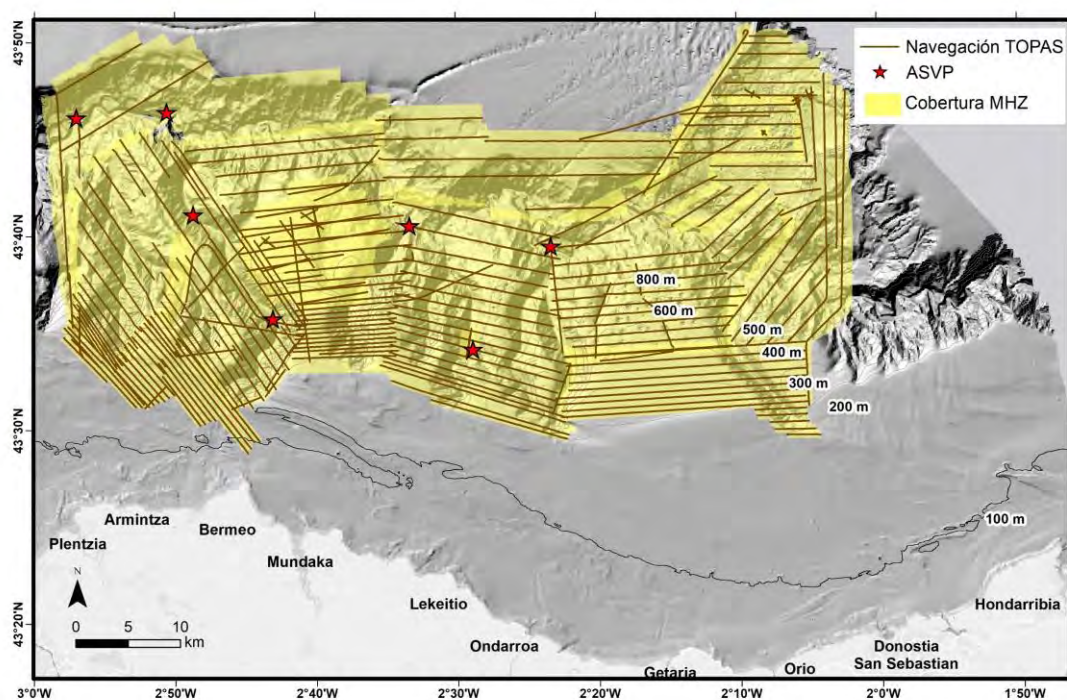 43°50'N
43°40'N
43°30'N
43°20'N
Navegación TOPAS
ASVP
Cobertura MHZ
800 m
600 m
500 m
400 m
300 m
200 m
100 m
Armintza
Plentzia
Bermeo
Mundaka
Lekeitio
Ondarroa
Getaria
Orio
Donostia
San Sebastian
Hondarribia
N
0 5 10
km
3°0'W 2°50'W 2°40'W 2°30'W 2°20'W 2°10'W 2°0'W 1°50'W